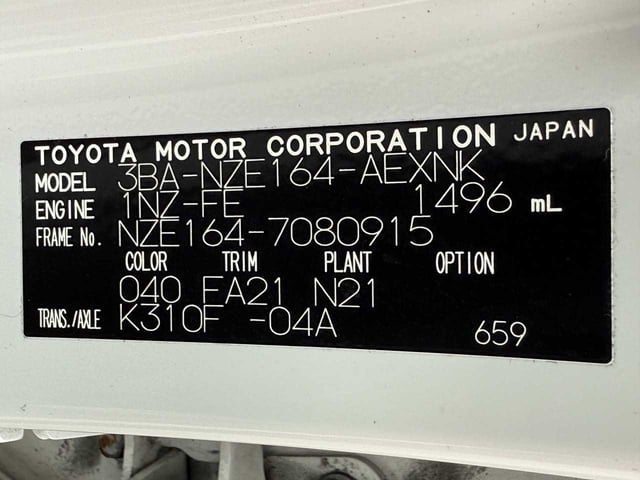 TOYOTA MOTOR CORPORATION JAPAN
MODEL 3BA-NZE164-AEXNK
ENGINE 1NZ-FE 1496 mL
FRAME No. NZE164-7080915
COLOR TRIM PLANT OPTION
040 FA21 N21
TRANS./AXLE K310F -04A
659